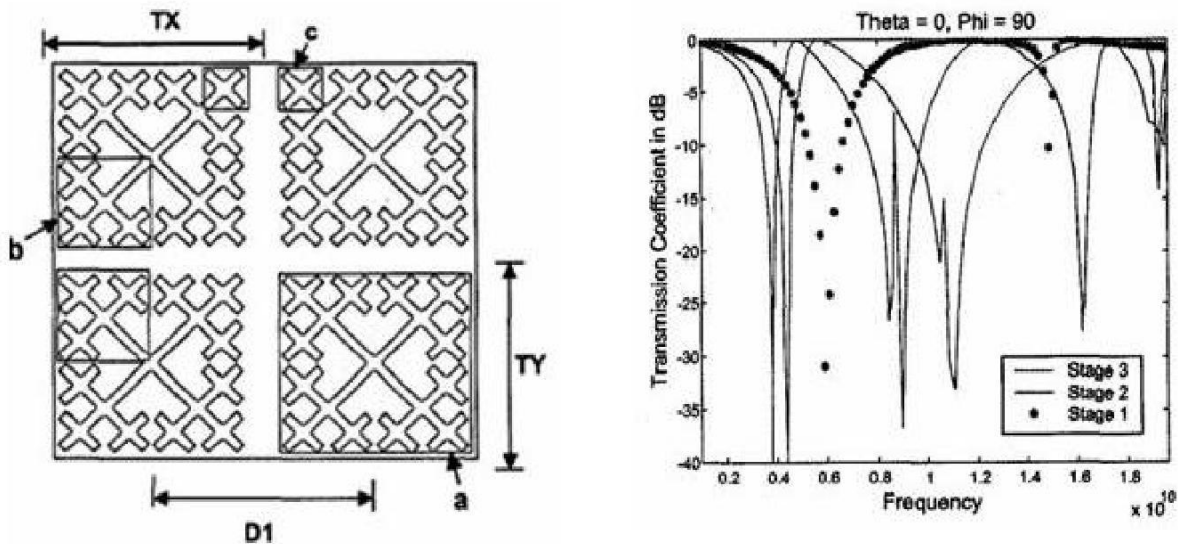 TX
c
b
TY
a
D1
Theta = 0, Phi = 90
Transmission Coefficient in dB
0
-5
-10
-15
-20
-25
-30
-35
-40
Stage 3
Stage 2
Stage 1
0.2 0.4 0.6 0.8 1 1.2 1.4 1.6 1.8
Frequency
x 10¹⁰